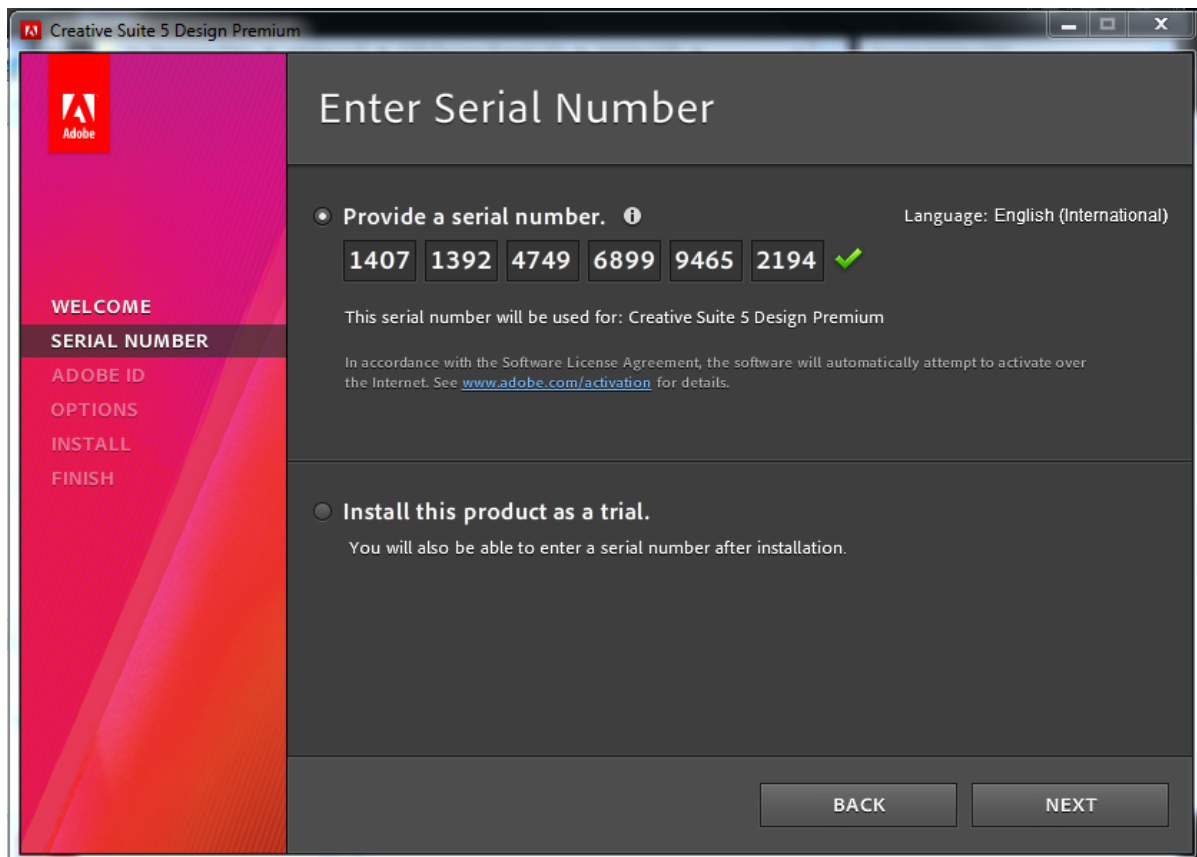 Creative Suite 5 Design Premium
Adobe
Enter Serial Number
Provide a serial number.
Language: English (International)
1407 1392 4749 6899 9465 2194
This serial number will be used for: Creative Suite 5 Design Premium
In accordance with the Software License Agreement, the software will automatically attempt to activate over
the Internet. See www.adobe.com/activation for details.
WELCOME
SERIAL NUMBER
ADOBE ID
OPTIONS
INSTALL
FINISH
Install this product as a trial.
You will also be able to enter a serial number after installation.
BACK
NEXT